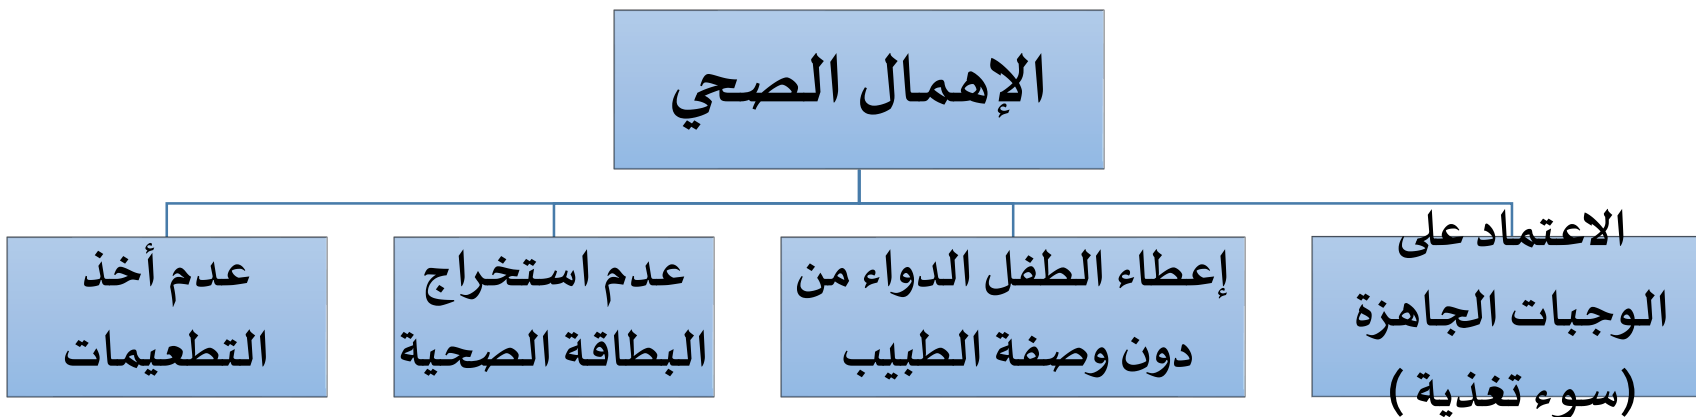 الإهمال الصحي
الاعتماد على
الوجبات الجاهزة
(سوء تغذية )
إعطاء الطفل الدواء من
دون وصفة الطبيب
عدم استخراج
البطاقة الصحية
عدم أخذ
التطعيمات